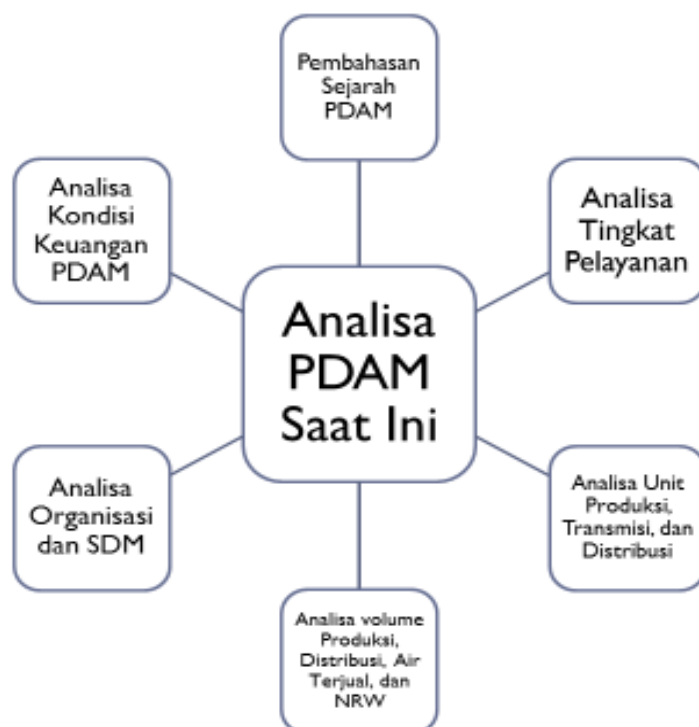 Pembahasan
Sejarah
PDAM
Analisa
Tingkat
Pelayanan
Analisa Unit
Produksi,
Transmisi, dan
Distribusi
Analisa volume
Produksi,
Distribusi, Air
Terjual, dan
NRW
Analisa
Organisasi
dan SDM
Analisa
Kondisi
Keuangan
PDAM
Analisa
PDAM
Saat Ini